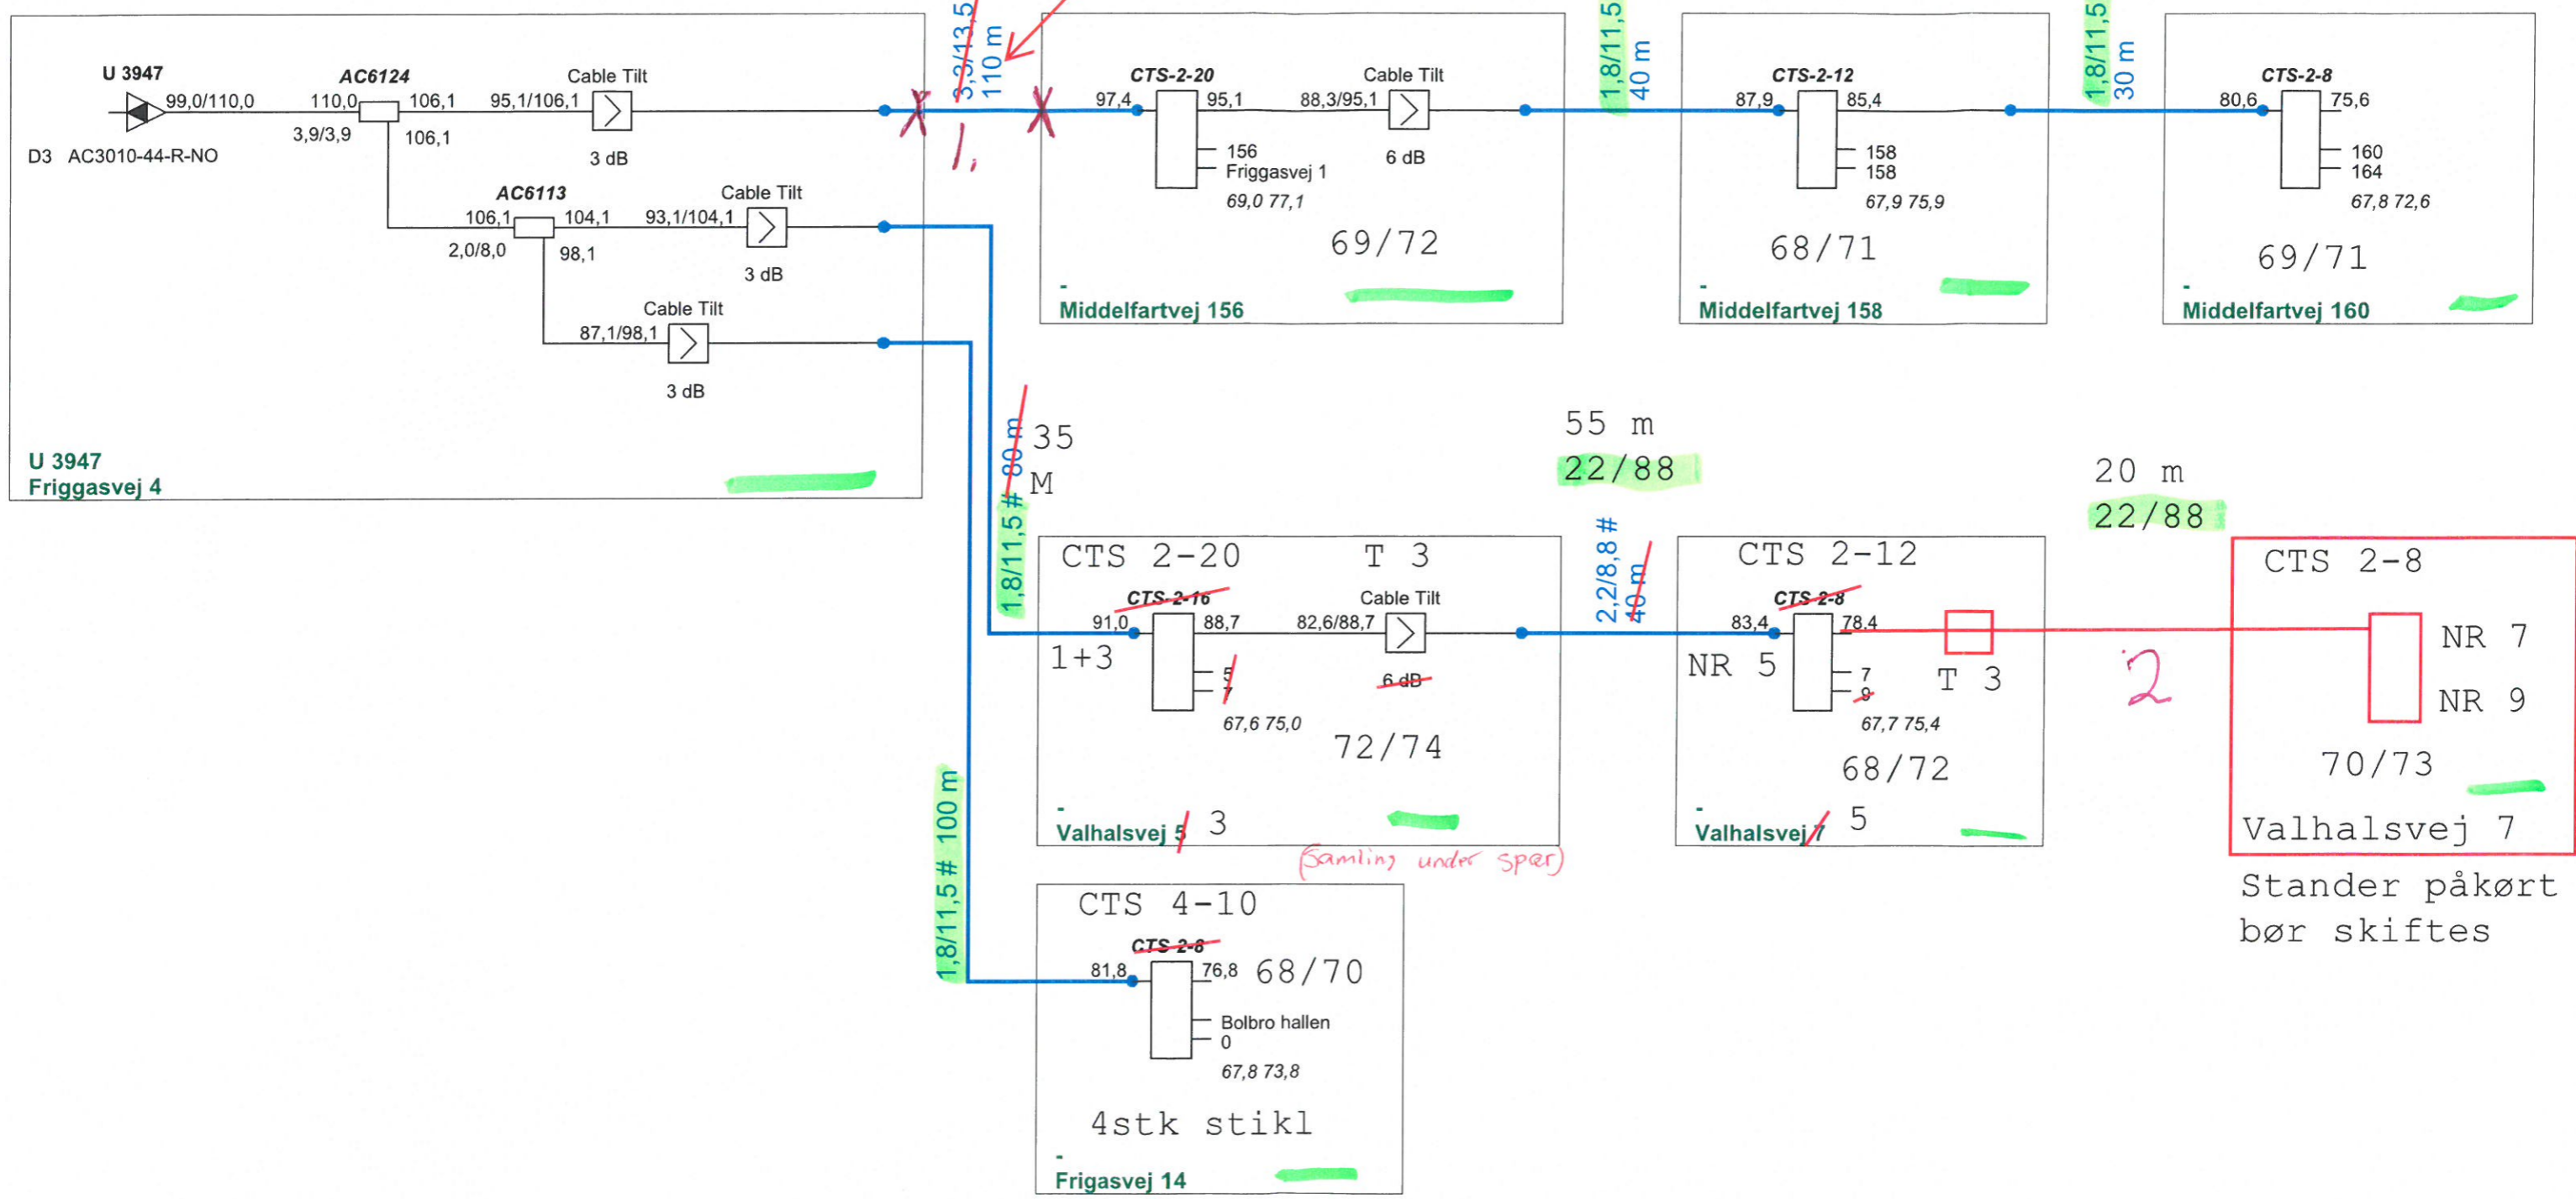 U 3947
99,0/110,0
D3 AC3010-44-R-NO
AC6124
110,0
106,1
3,9/3,9
106,1
95,1/106,1
Cable Tilt
3 dB
AC6113
106,1
104,1
2,0/8,0
98,1
93,1/104,1
Cable Tilt
3 dB
87,1/98,1
Cable Tilt
3 dB
U 3947
Friggasvej 4
3,3/13,5
110 m
1,
CTS-2-20
97,4
95,1
156
Friggasvej 1
69,0 77,1
88,3/95,1
Cable Tilt
6 dB
69/72
-
Middelfartvej 156
1,8/11,5
40 m
CTS-2-12
87,9
85,4
158
158
67,9 75,9
68/71
-
Middelfartvej 158
1,8/11,5
30 m
CTS-2-8
80,6
75,6
160
164
67,8 72,6
69/71
-
Middelfartvej 160
1,8/11,5 # 80 m
35
M
CTS 2-20
T 3
CTS-2-16
91,0
88,7
1+3
5
7
67,6 75,0
82,6/88,7
Cable Tilt
6 dB
72/74
-
Valhalsvej 5
3
(Samling under spær)
55 m
22/88
2,2/8,8 #
40 m
CTS 2-12
CTS-2-8
83,4
78,4
NR 5
7
9
T 3
67,7 75,4
68/72
-
Valhalsvej 7
5
20 m
22/88
2
CTS 2-8
NR 7
NR 9
70/73
Valhalsvej 7
Stander påkørt
bør skiftes
1,8/11,5 # 100 m
CTS 4-10
CTS-2-8
81,8
76,8
68/70
Bolbro hallen
0
67,8 73,8
4stk stikl
-
Frigasvej 14